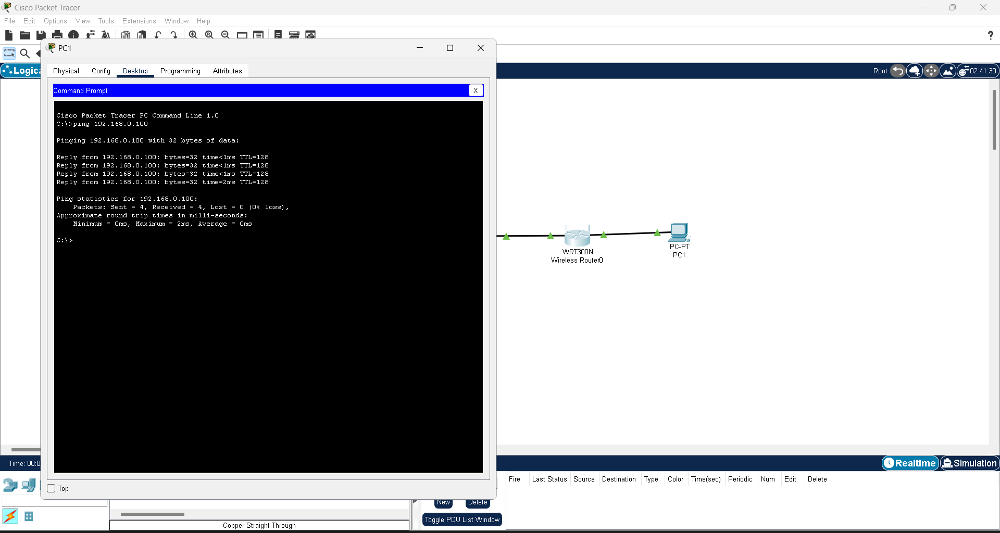 Cisco Packet Tracer
File Edit Options View Tools Extensions Window Help
PC1
Physical Config Desktop Programming Attributes
Logica
Root
02:41:30
Command Prompt
X
Cisco Packet Tracer PC Command Line 1.0
C:\>ping 192.168.0.100
Pinging 192.168.0.100 with 32 bytes of data:
Reply from 192.168.0.100: bytes=32 time<1ms TTL=128
Reply from 192.168.0.100: bytes=32 time<1ms TTL=128
Reply from 192.168.0.100: bytes=32 time<1ms TTL=128
Reply from 192.168.0.100: bytes=32 time=2ms TTL=128
Ping statistics for 192.168.0.100:
Packets: Sent = 4, Received = 4, Lost = 0 (0% loss),
Approximate round trip times in milli-seconds:
Minimum = 0ms, Maximum = 2ms, Average = 0ms
C:\>
WRT300N
Wireless Router0
PC-PT
PC1
Time: 00:0
Realtime
Simulation
Top
Fire Last Status Source Destination Type Color Time(sec) Periodic Num Edit Delete
New Delete
Toggle PDU List Window
Copper Straight-Through